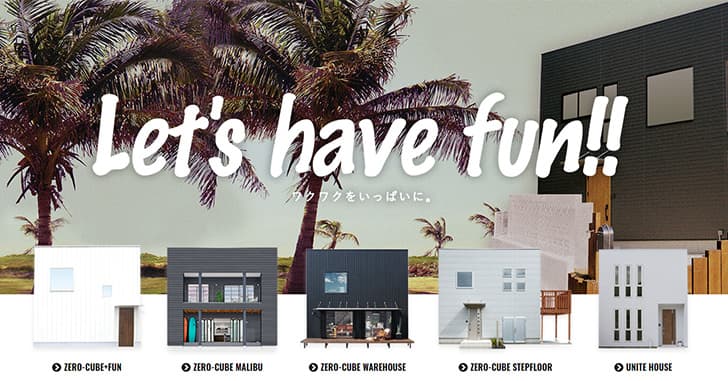 Let's have fun!!
ワクワクをいっぱいに。
ZERO-CUBE+FUN
ZERO-CUBE MALIBU
ZERO-CUBE WAREHOUSE
ZERO-CUBE STEPFLOOR
UNITE HOUSE